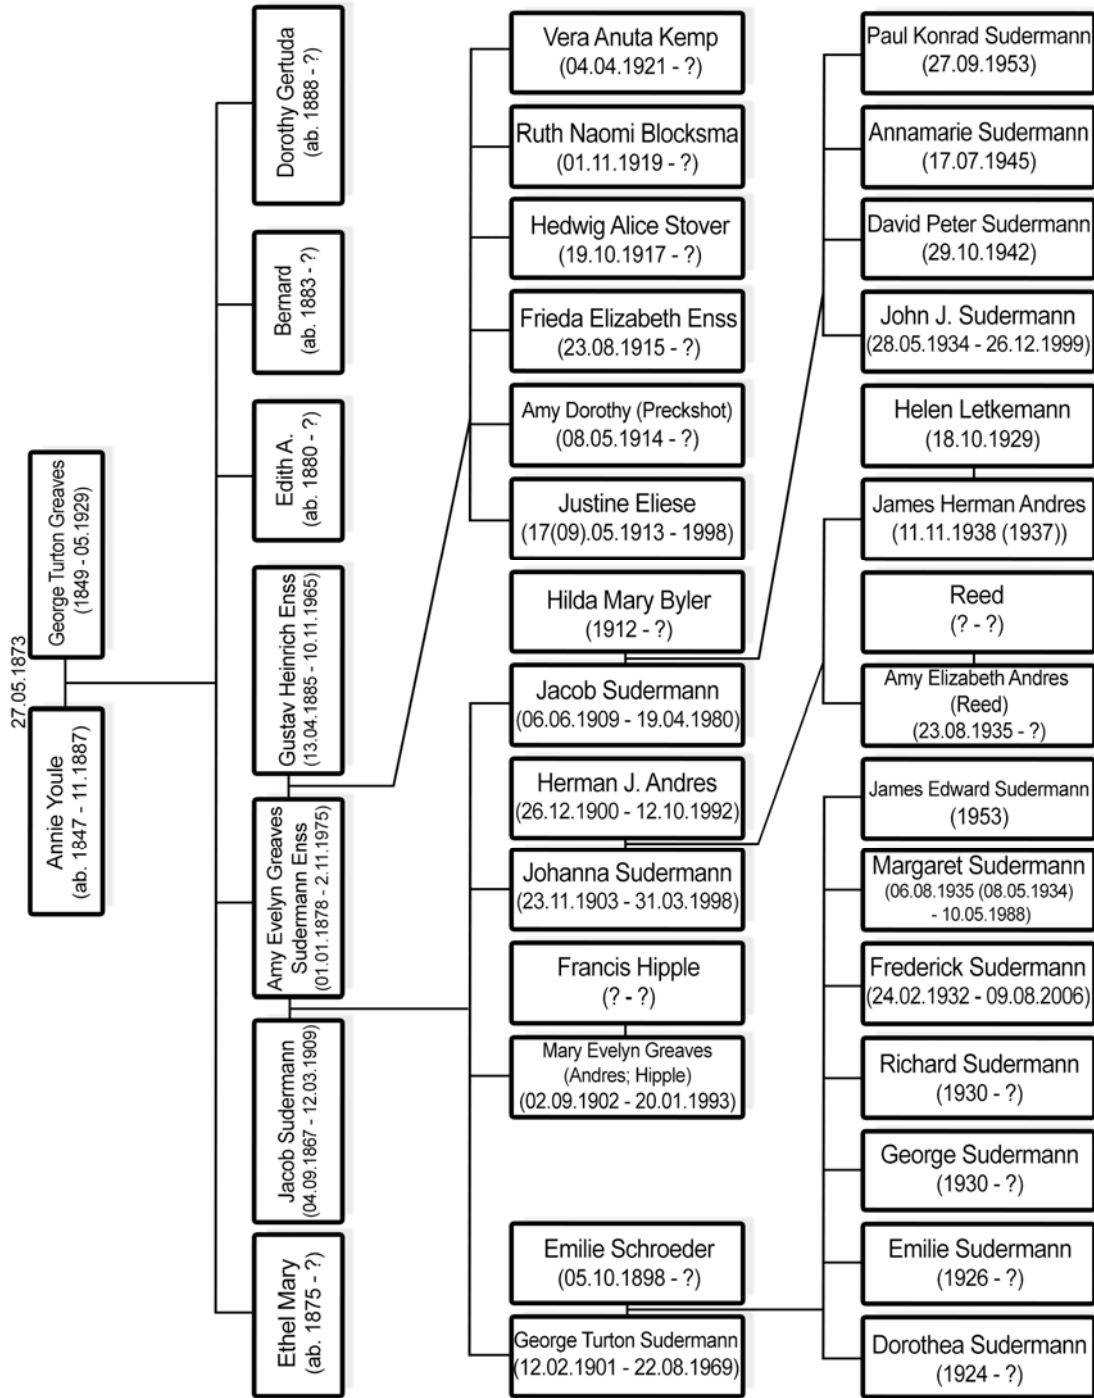 27.05.1873
Annie Youle
(ab. 1847 - 11.1887)
George Turton Greaves
(1849 - 05.1929)
Ethel Mary
(ab. 1875 - ?)
Jacob Sudermann
(04.09.1867 - 12.03.1909)
Amy Evelyn Greaves
Sudermann Enss
(01.01.1878 - 2.11.1975)
Gustav Heinrich Enss
(13.04.1885 - 10.11.1965)
Edith A.
(ab. 1880 - ?)
Bernard
(ab. 1883 - ?)
Dorothy Gertuda
(ab. 1888 - ?)
Vera Anuta Kemp
(04.04.1921 - ?)
Ruth Naomi Blocksma
(01.11.1919 - ?)
Hedwig Alice Stover
(19.10.1917 - ?)
Frieda Elizabeth Enss
(23.08.1915 - ?)
Amy Dorothy (Preckshot)
(08.05.1914 - ?)
Justine Eliese
(17(09).05.1913 - 1998)
Hilda Mary Byler
(1912 - ?)
Jacob Sudermann
(06.06.1909 - 19.04.1980)
Herman J. Andres
(26.12.1900 - 12.10.1992)
Johanna Sudermann
(23.11.1903 - 31.03.1998)
Francis Hipple
(? - ?)
Mary Evelyn Greaves
(Andres; Hipple)
(02.09.1902 - 20.01.1993)
Emilie Schroeder
(05.10.1898 - ?)
George Turton Sudermann
(12.02.1901 - 22.08.1969)
Paul Konrad Sudermann
(27.09.1953)
Annamarie Sudermann
(17.07.1945)
David Peter Sudermann
(29.10.1942)
John J. Sudermann
(28.05.1934 - 26.12.1999)
Helen Letkemann
(18.10.1929)
James Herman Andres
(11.11.1938 (1937))
Reed
(? - ?)
Amy Elizabeth Andres
(Reed)
(23.08.1935 - ?)
James Edward Sudermann
(1953)
Margaret Sudermann
(06.08.1935 (08.05.1934)
- 10.05.1988)
Frederick Sudermann
(24.02.1932 - 09.08.2006)
Richard Sudermann
(1930 - ?)
George Sudermann
(1930 - ?)
Emilie Sudermann
(1926 - ?)
Dorothea Sudermann
(1924 - ?)